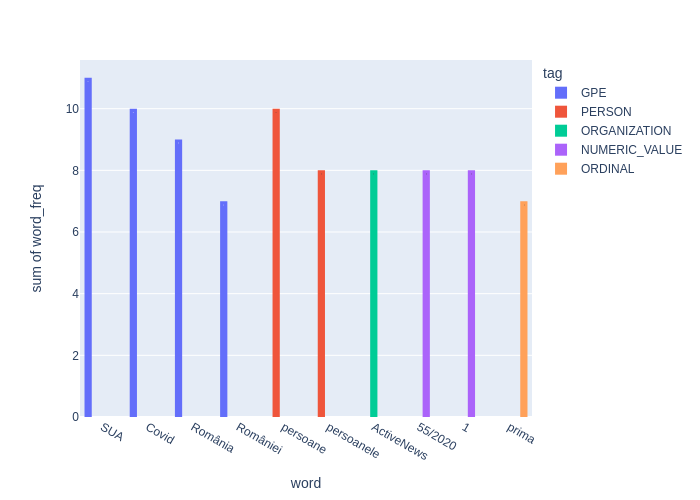 tag
GPE
PERSON
ORGANIZATION
NUMERIC_VALUE
ORDINAL
sum of word_freq
10
8
6
4
2
0
SUA
Covid
România
României
persoane
persoanele
ActiveNews
55/2020
1
prima
word